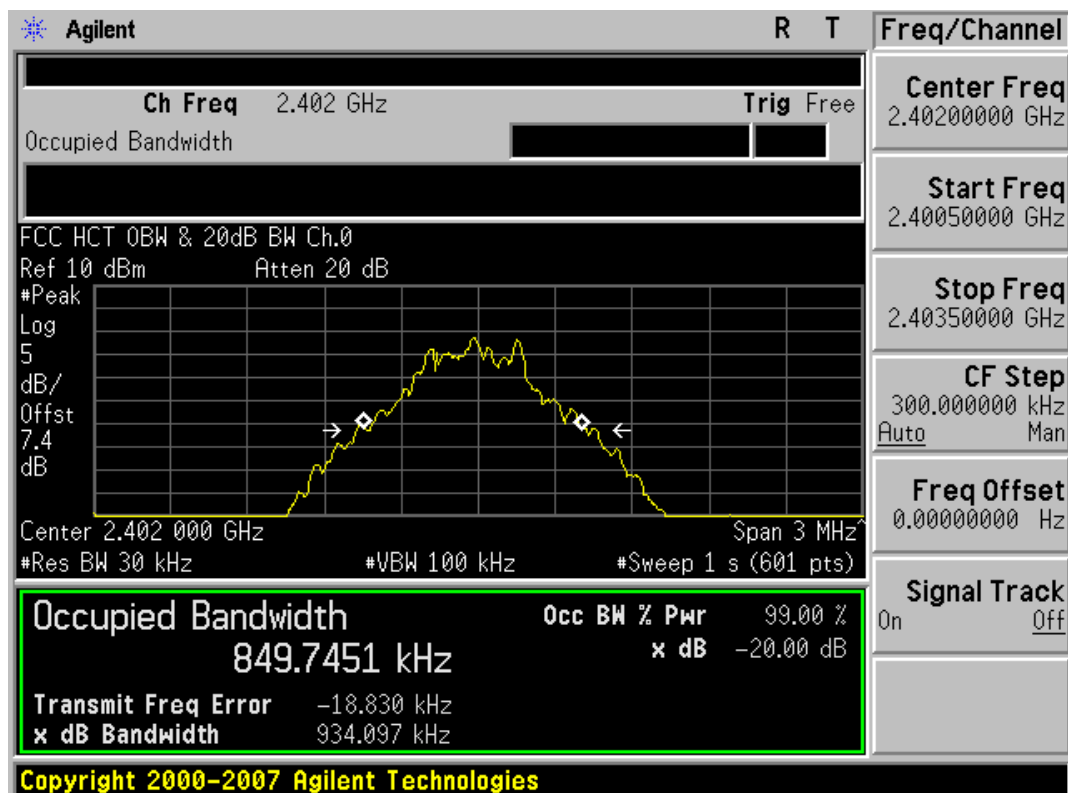 Agilent R T
Freq/Channel
Ch Freq 2.402 GHz Trig Free
Occupied Bandwidth
FCC HCT OBW & 20dB BW Ch.0
Ref 10 dBm Atten 20 dB
#Peak
Log
5
dB/
Offst
7.4
dB
Center 2.402 000 GHz Span 3 MHz^
#Res BW 30 kHz #VBW 100 kHz #Sweep 1 s (601 pts)
Occupied Bandwidth
849.7451 kHz
Occ BW % Pwr 99.00 %
x dB -20.00 dB
Transmit Freq Error -18.830 kHz
x dB Bandwidth 934.097 kHz
Copyright 2000-2007 Agilent Technologies
Center Freq
2.40200000 GHz
Start Freq
2.40050000 GHz
Stop Freq
2.40350000 GHz
CF Step
300.000000 kHz
Auto Man
Freq Offset
0.00000000 Hz
Signal Track
On Off